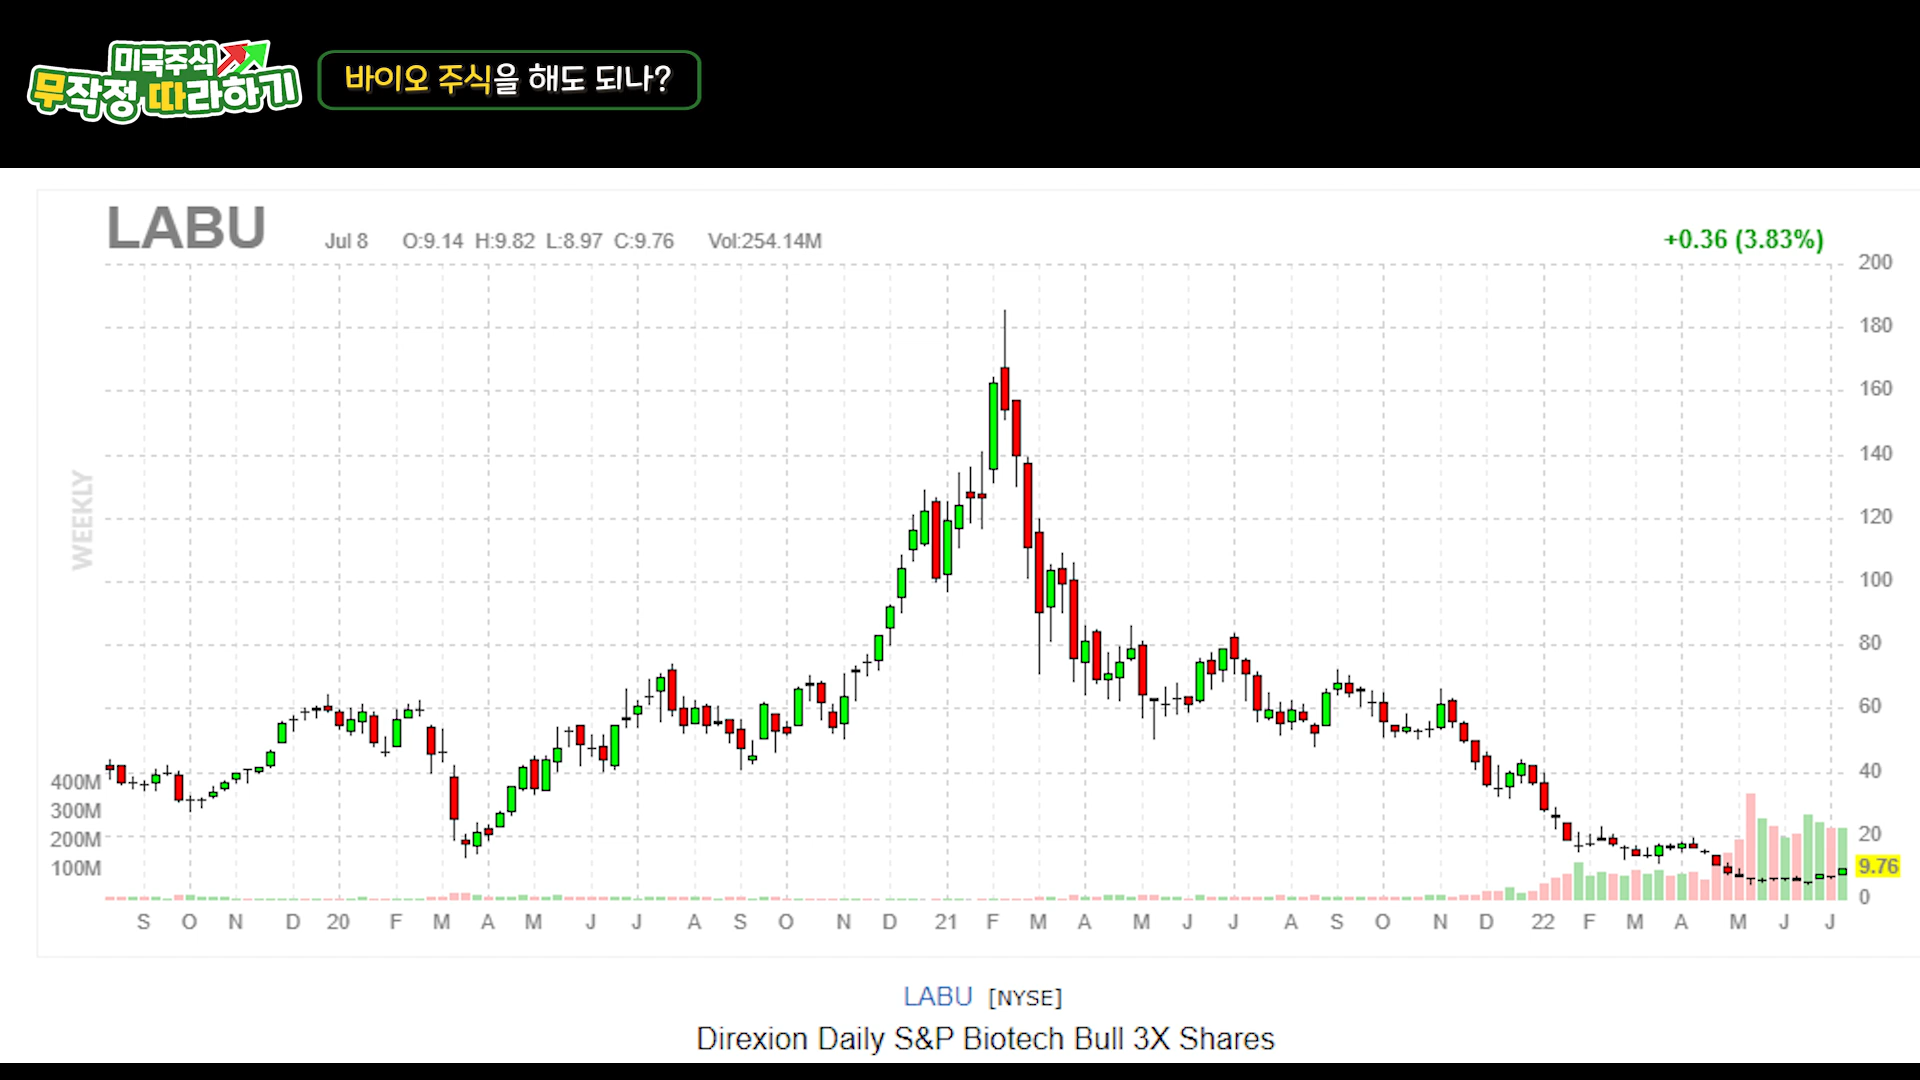 미국주식
무작정 따라하기
바이오 주식을 해도 되나?
LABU Jul 8 O:9.14 H:9.82 L:8.97 C:9.76 Vol:254.14M +0.36 (3.83%)
WEEKLY
200
180
160
140
120
100
80
60
40
20
9.76
0
400M
300M
200M
100M
S O N D 20 F M A M J J A S O N D 21 F M A M J J A S O N D 22 F M A M J J
LABU [NYSE]
Direxion Daily S&P Biotech Bull 3X Shares